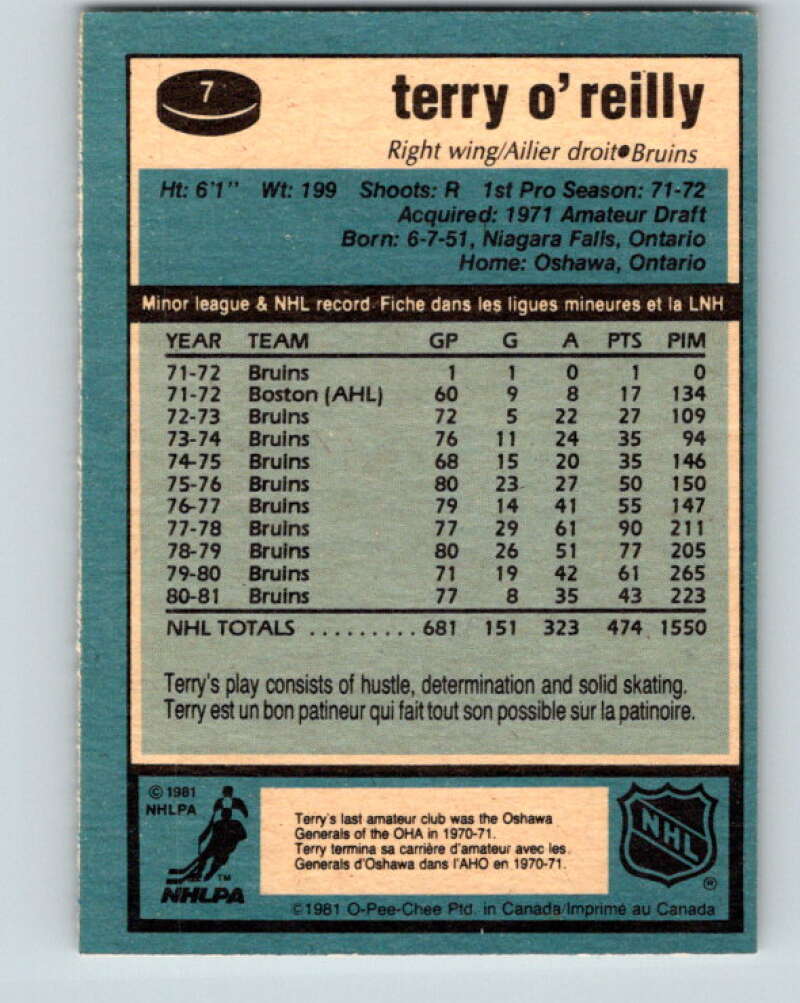 7
terry o'reilly
Right wing/Ailier droit●Bruins
Ht: 6'1" Wt: 199 Shoots: R 1st Pro Season: 71-72
Acquired: 1971 Amateur Draft
Born: 6-7-51, Niagara Falls, Ontario
Home: Oshawa, Ontario
Minor league & NHL record Fiche dans les ligues mineures et la LNH
YEAR TEAM GP G A PTS PIM
71-72 Bruins 1 1 0 1 0
71-72 Boston (AHL) 60 9 8 17 134
72-73 Bruins 72 5 22 27 109
73-74 Bruins 76 11 24 35 94
74-75 Bruins 68 15 20 35 146
75-76 Bruins 80 23 27 50 150
76-77 Bruins 79 14 41 55 147
77-78 Bruins 77 29 61 90 211
78-79 Bruins 80 26 51 77 205
79-80 Bruins 71 19 42 61 265
80-81 Bruins 77 8 35 43 223
NHL TOTALS ......... 681 151 323 474 1550
Terry's play consists of hustle, determination and solid skating.
Terry est un bon patineur qui fait tout son possible sur la patinoire.
© 1981
NHLPA
TM
NHLPA
Terry's last amateur club was the Oshawa
Generals of the OHA in 1970-71.
Terry termina sa carrière d'amateur avec les
Generals d'Oshawa dans l'AHO en 1970-71.
NHL
®
©1981 O-Pee-Chee Ptd. in Canada/Imprimé au Canada